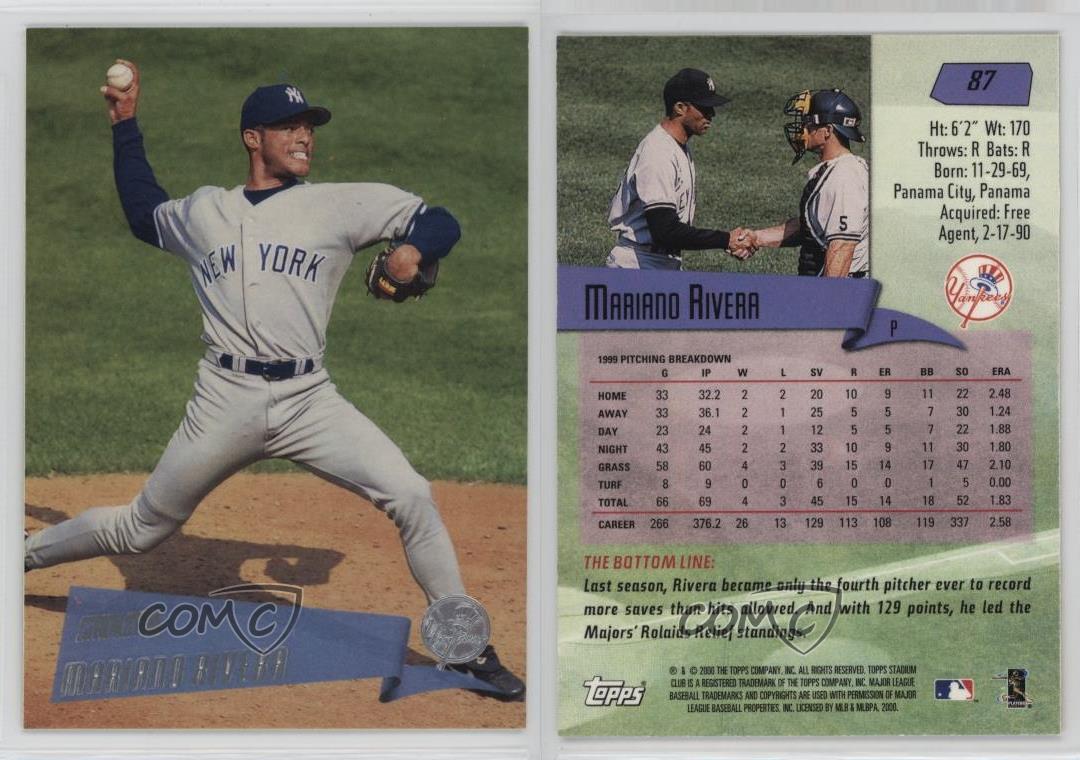 NY
NEW YORK
MARIANO RIVERA
Yankees
COMC
87
Ht: 6'2" Wt: 170
Throws: R Bats: R
Born: 11-29-69,
Panama City, Panama
Acquired: Free
Agent, 2-17-90
5
Yankees
MARIANO RIVERA
P
1999 PITCHING BREAKDOWN
G IP W L SV R ER BB SO ERA
HOME 33 32.2 2 2 20 10 9 11 22 2.48
AWAY 33 36.1 2 1 25 5 5 7 30 1.24
DAY 23 24 2 1 12 5 5 7 22 1.88
NIGHT 43 45 2 2 33 10 9 11 30 1.80
GRASS 58 60 4 3 39 15 14 17 47 2.10
TURF 8 9 0 0 6 0 0 1 5 0.00
TOTAL 66 69 4 3 45 15 14 18 52 1.83
CAREER 266 376.2 26 13 129 113 108 119 337 2.58
THE BOTTOM LINE:
Last season, Rivera became only the fourth pitcher ever to record
more saves than hits allowed. And with 129 points, he led the
Majors' Rolaids Relief standings.
COMC
Topps
® & © 2000 THE TOPPS COMPANY, INC. ALL RIGHTS RESERVED. TOPPS STADIUM
CLUB IS A REGISTERED TRADEMARK OF THE TOPPS COMPANY, INC. MAJOR LEAGUE
BASEBALL TRADEMARKS AND COPYRIGHTS ARE USED WITH PERMISSION OF MAJOR
LEAGUE BASEBALL PROPERTIES, INC. LICENSED BY MLB & MLBPA, 2000.